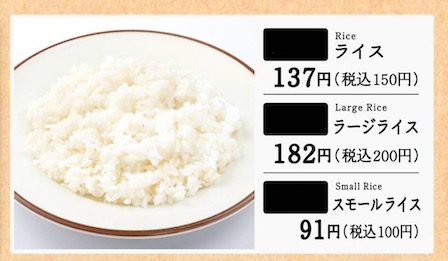 Rice
ライス
137円(税込150円)
Large Rice
ラージライス
182円(税込200円)
Small Rice
スモールライス
91円(税込100円)